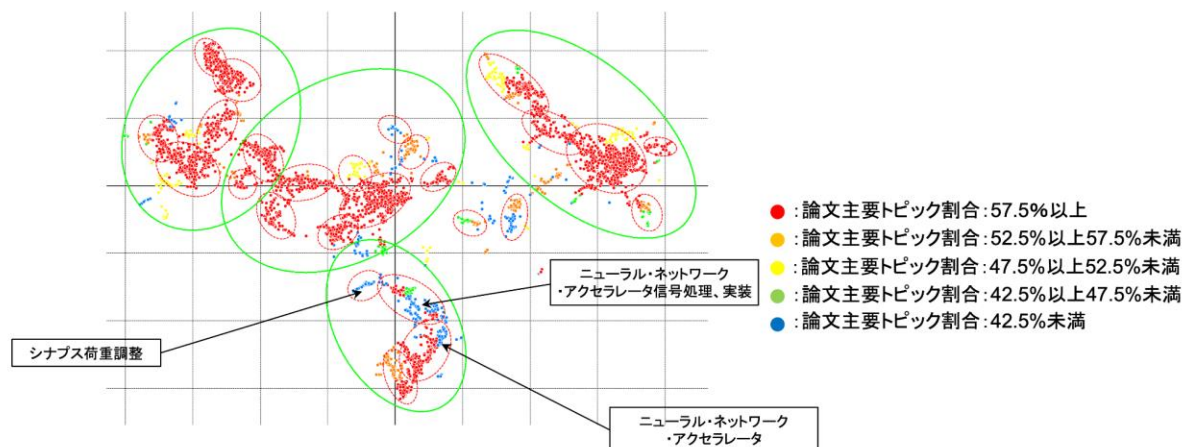 :論文主要トピック割合:57.5%以上
:論文主要トピック割合:52.5%以上57.5%未満
:論文主要トピック割合:47.5%以上52.5%未満
:論文主要トピック割合:42.5%以上47.5%未満
:論文主要トピック割合:42.5%未満
ニューラル・ネットワーク
・アクセラレータ信号処理、実装
シナプス荷重調整
ニューラル・ネットワーク
・アクセラレータ